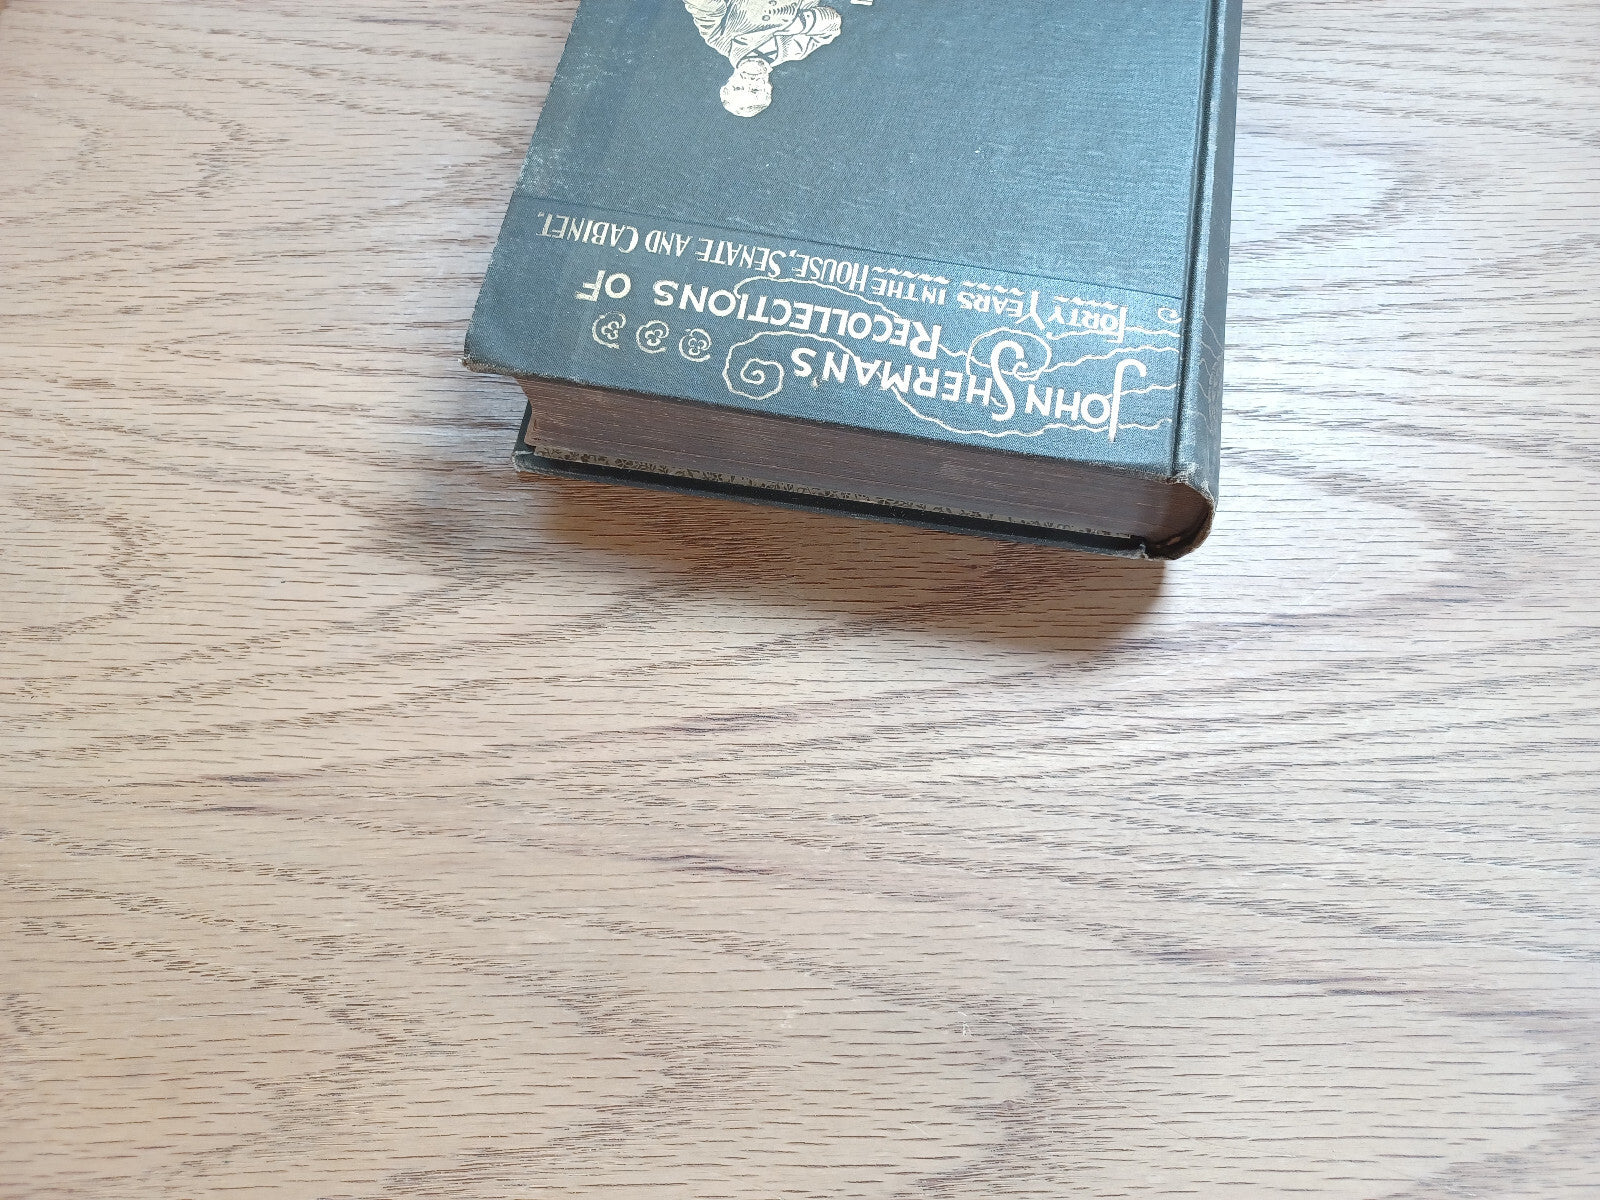 JOHN SHERMAN'S
RECOLLECTIONS OF
FORTY YEARS IN THE HOUSE, SENATE AND CABINET.